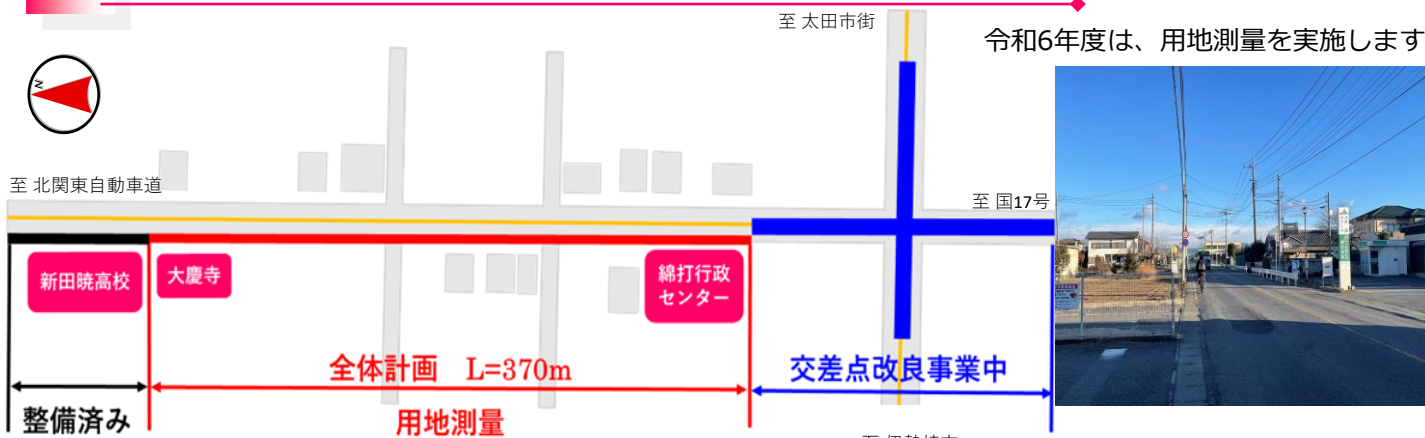 至 太田市街
令和6年度は、用地測量を実施します
N
至 北関東自動車道
至 国17号
新田暁高校
大慶寺
綿打行政
センター
全体計画 L=370m
交差点改良事業中
整備済み
用地測量